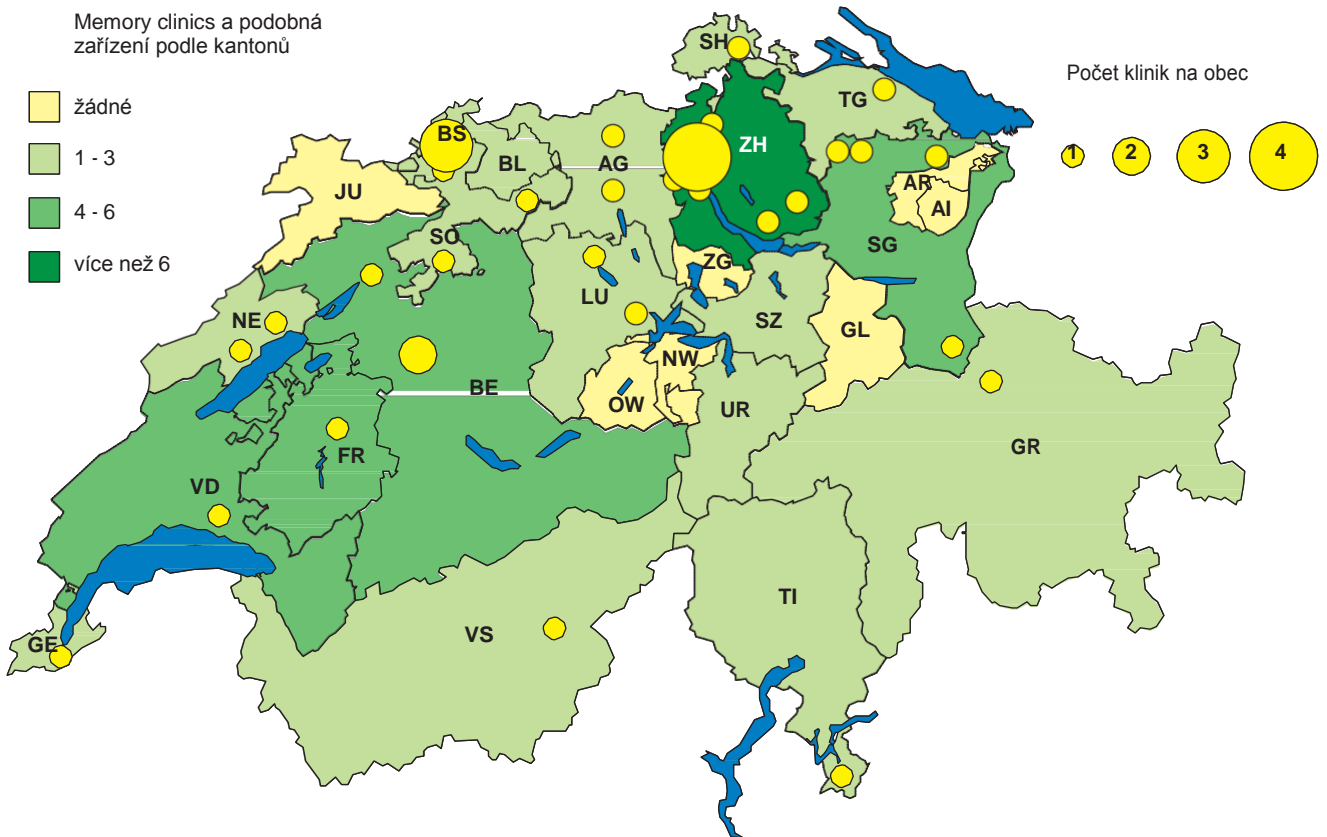 Memory clinics a podobná
zařízení podle kantonů
žádné
1 - 3
4 - 6
více než 6
Počet klinik na obec
1
2
3
4
SH
TG
BS
BL
AG
ZH
JU
AR
AI
SO
SG
ZG
LU
NE
SZ
GL
NW
BE
OW
UR
FR
GR
VD
TI
VS
GE